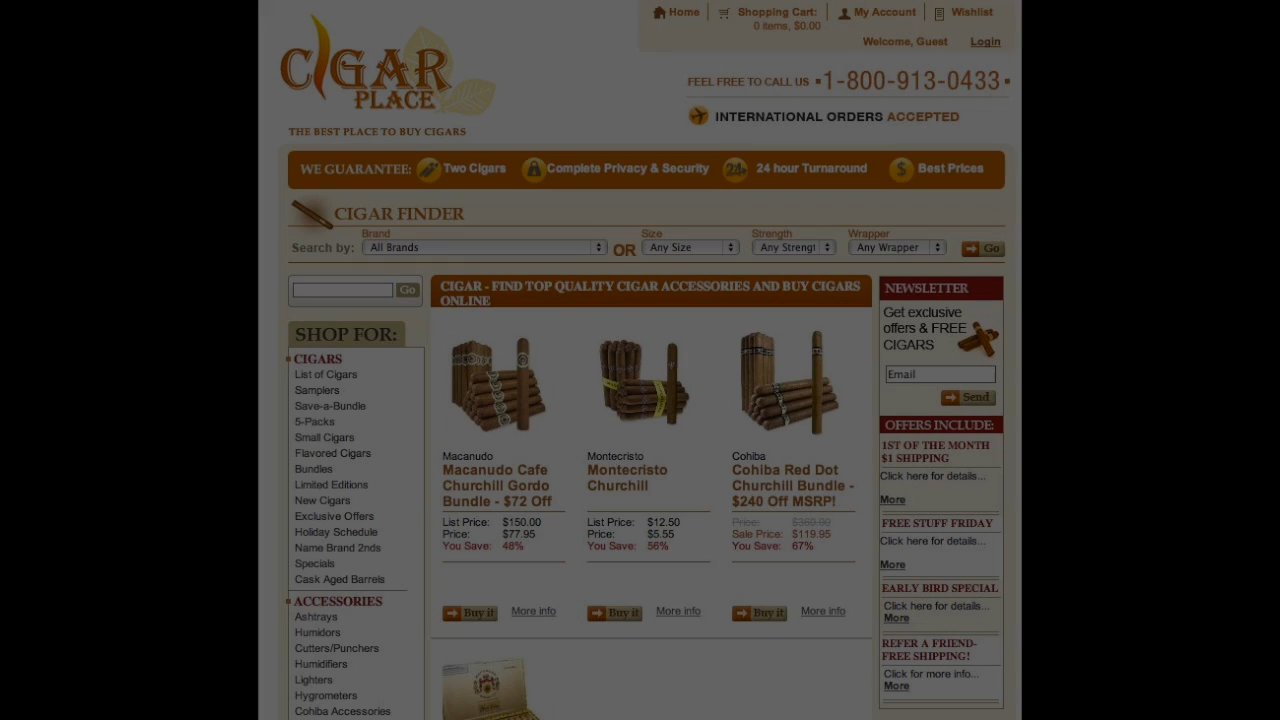 Home
Shopping Cart:
0 items, $0.00
My Account
Wishlist
Welcome, Guest
Login
CIGAR
PLACE
THE BEST PLACE TO BUY CIGARS
FEEL FREE TO CALL US 1-800-913-0433
INTERNATIONAL ORDERS ACCEPTED
WE GUARANTEE: Two Cigars Complete Privacy & Security 24 hour Turnaround Best Prices
CIGAR FINDER
Brand Size Strength Wrapper
Search by: All Brands OR Any Size Any Strengt Any Wrapper Go
Go
SHOP FOR:
CIGARS
List of Cigars
Samplers
Save-a-Bundle
5-Packs
Small Cigars
Flavored Cigars
Bundles
Limited Editions
New Cigars
Exclusive Offers
Holiday Schedule
Name Brand 2nds
Specials
Cask Aged Barrels
ACCESSORIES
Ashtrays
Humidors
Cutters/Punchers
Humidifiers
Lighters
Hygrometers
Cohiba Accessories
CIGAR - FIND TOP QUALITY CIGAR ACCESSORIES AND BUY CIGARS
ONLINE
Macanudo
Macanudo Cafe
Churchill Gordo
Bundle - $72 Off
List Price: $150.00
Price: $77.95
You Save: 48%
Buy it More info
Montecristo
Montecristo
Churchill
List Price: $12.50
Price: $5.55
You Save: 56%
Buy it More info
Cohiba
Cohiba Red Dot
Churchill Bundle -
$240 Off MSRP!
Price: $360.00
Sale Price: $119.95
You Save: 67%
Buy it More info
NEWSLETTER
Get exclusive
offers & FREE
CIGARS
Email
Send
OFFERS INCLUDE:
1ST OF THE MONTH
$1 SHIPPING
Click here for details...
More
FREE STUFF FRIDAY
Click here for details...
More
EARLY BIRD SPECIAL
Click here for details...
More
REFER A FRIEND-
FREE SHIPPING!
Click for more info...
More